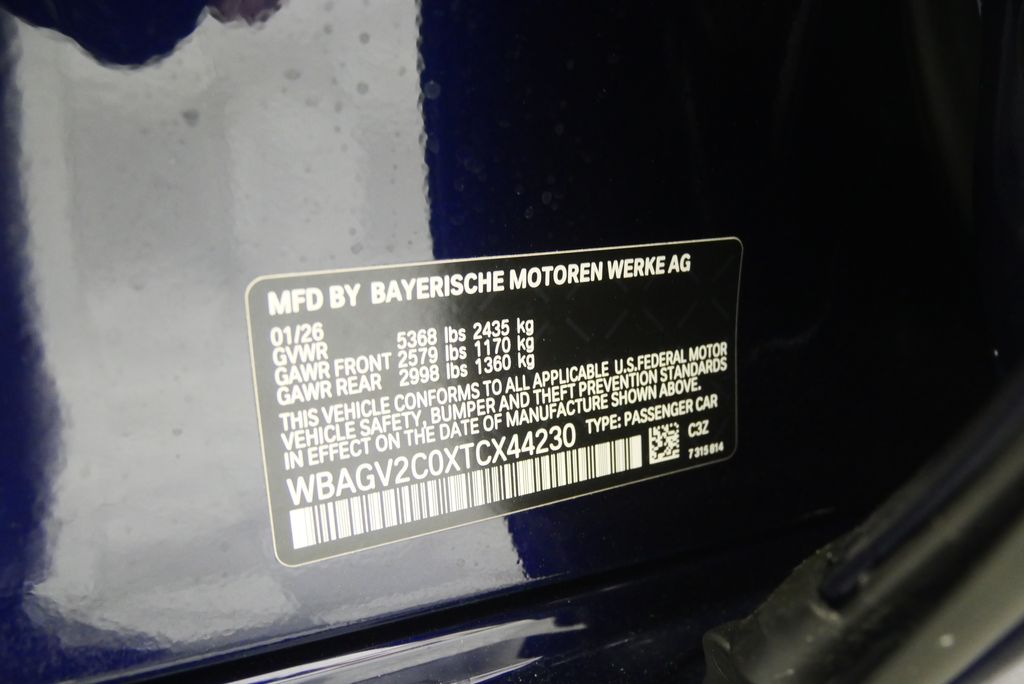 MFD BY BAYERISCHE MOTOREN WERKE AG
01/26
GVWR 5368 lbs 2435 kg
GAWR FRONT 2579 lbs 1170 kg
GAWR REAR 2998 lbs 1360 kg
THIS VEHICLE CONFORMS TO ALL APPLICABLE U.S.FEDERAL MOTOR
VEHICLE SAFETY, BUMPER AND THEFT PREVENTION STANDARDS
IN EFFECT ON THE DATE OF MANUFACTURE SHOWN ABOVE.
WBAGV2C0XTCX44230 TYPE: PASSENGER CAR
C3Z
7315614